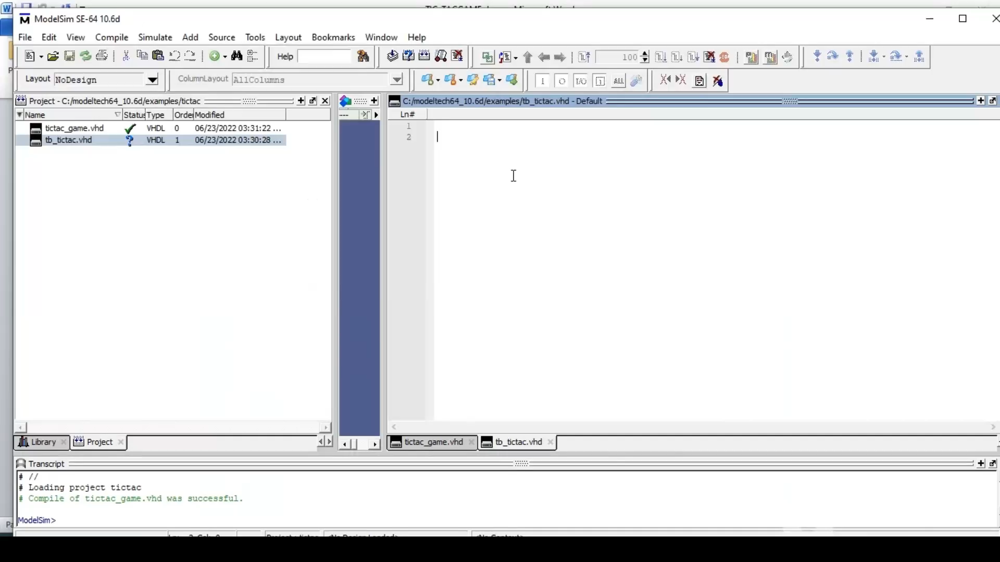 ModelSim SE-64 10.6d
File Edit View Compile Simulate Add Source Tools Layout Bookmarks Window Help
Help 100
Layout NoDesign ColumnLayout AllColumns ALL
Project - C:/modeltech64_10.6d/examples/tictac
C:/modeltech64_10.6d/examples/tb_tictac.vhd - Default
Name Status Type Order Modified
Ln#
tictac_game.vhd VHDL 0 06/23/2022 03:31:22 ...
tb_tictac.vhd ? VHDL 1 06/23/2022 03:30:28 ...
1
2
Library Project
tictac_game.vhd tb_tictac.vhd
Transcript
# //
# Loading project tictac
# Compile of tictac_game.vhd was successful.
ModelSim>